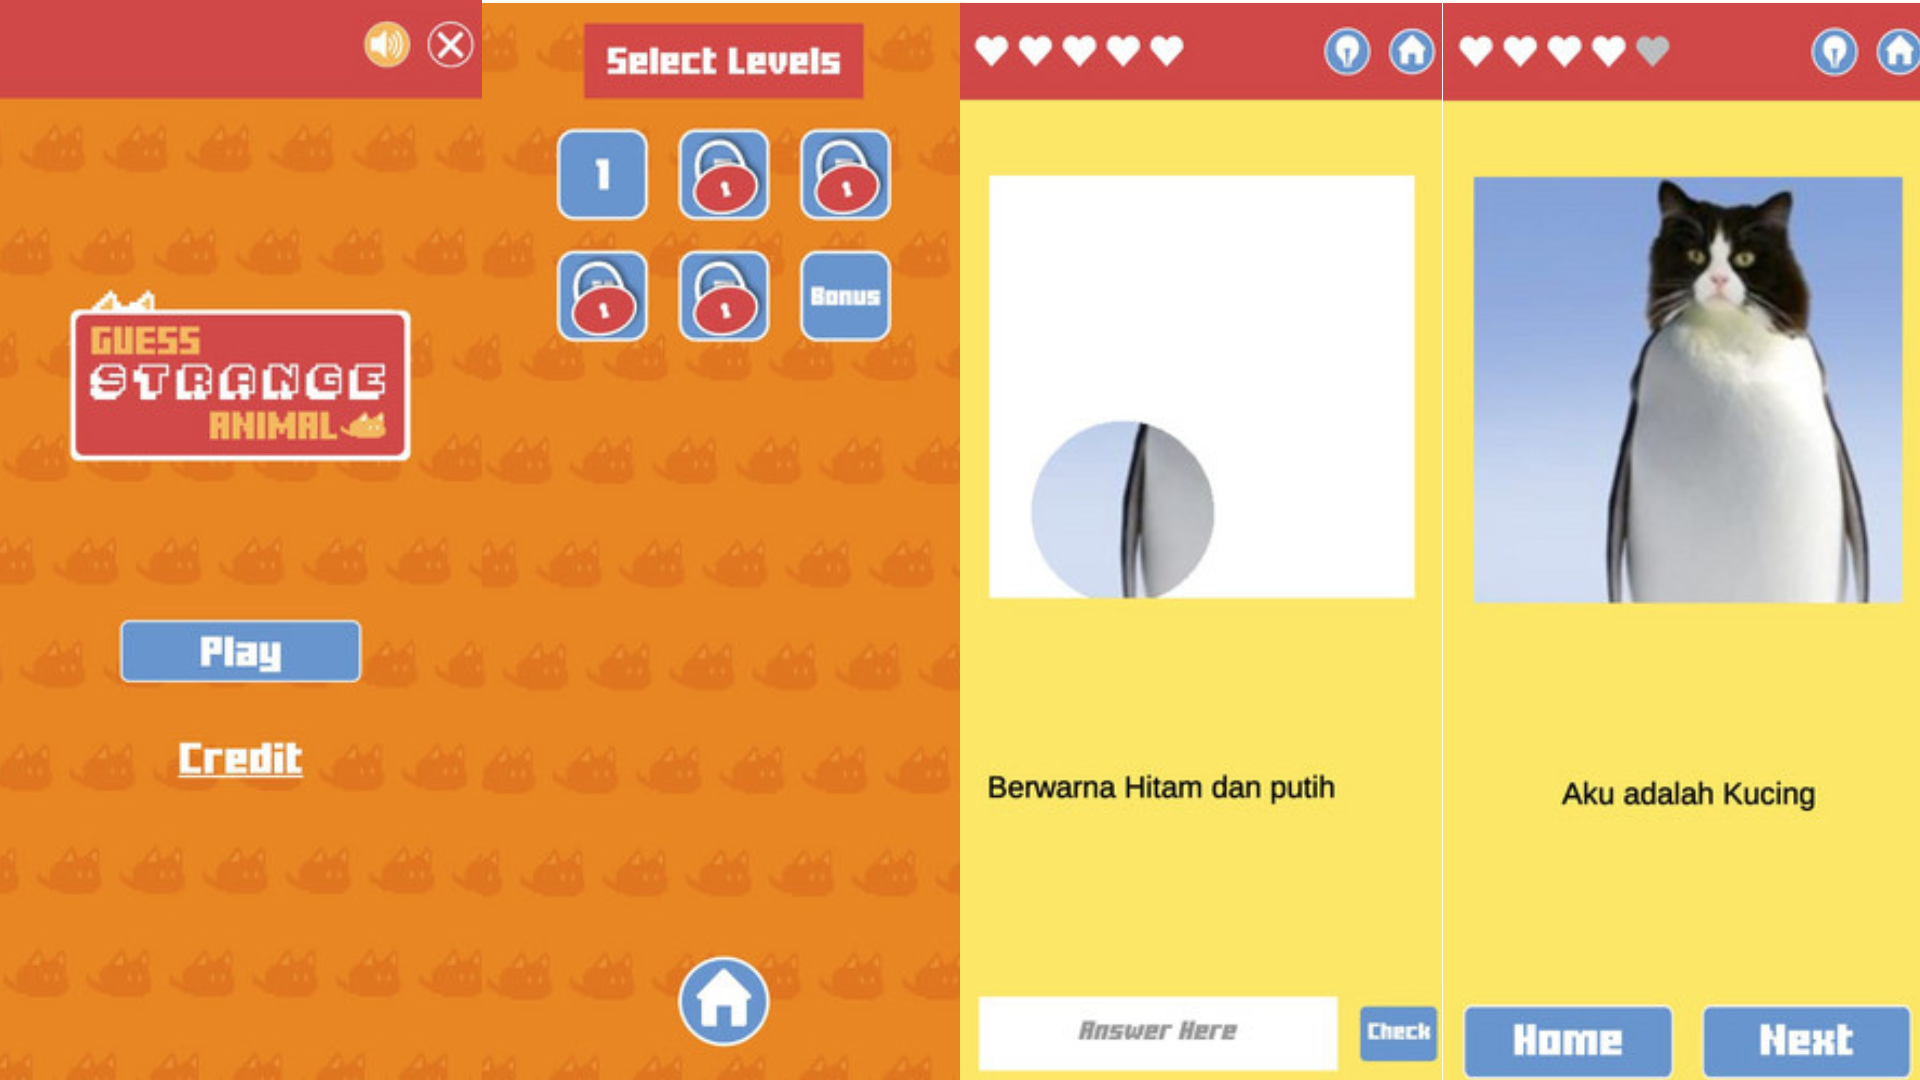 GUESS
STRANGE
ANIMAL
Play
Credit
Select Levels
1
Bonus
Berwarna Hitam dan putih
Answer Here
Check
Aku adalah Kucing
Home
Next